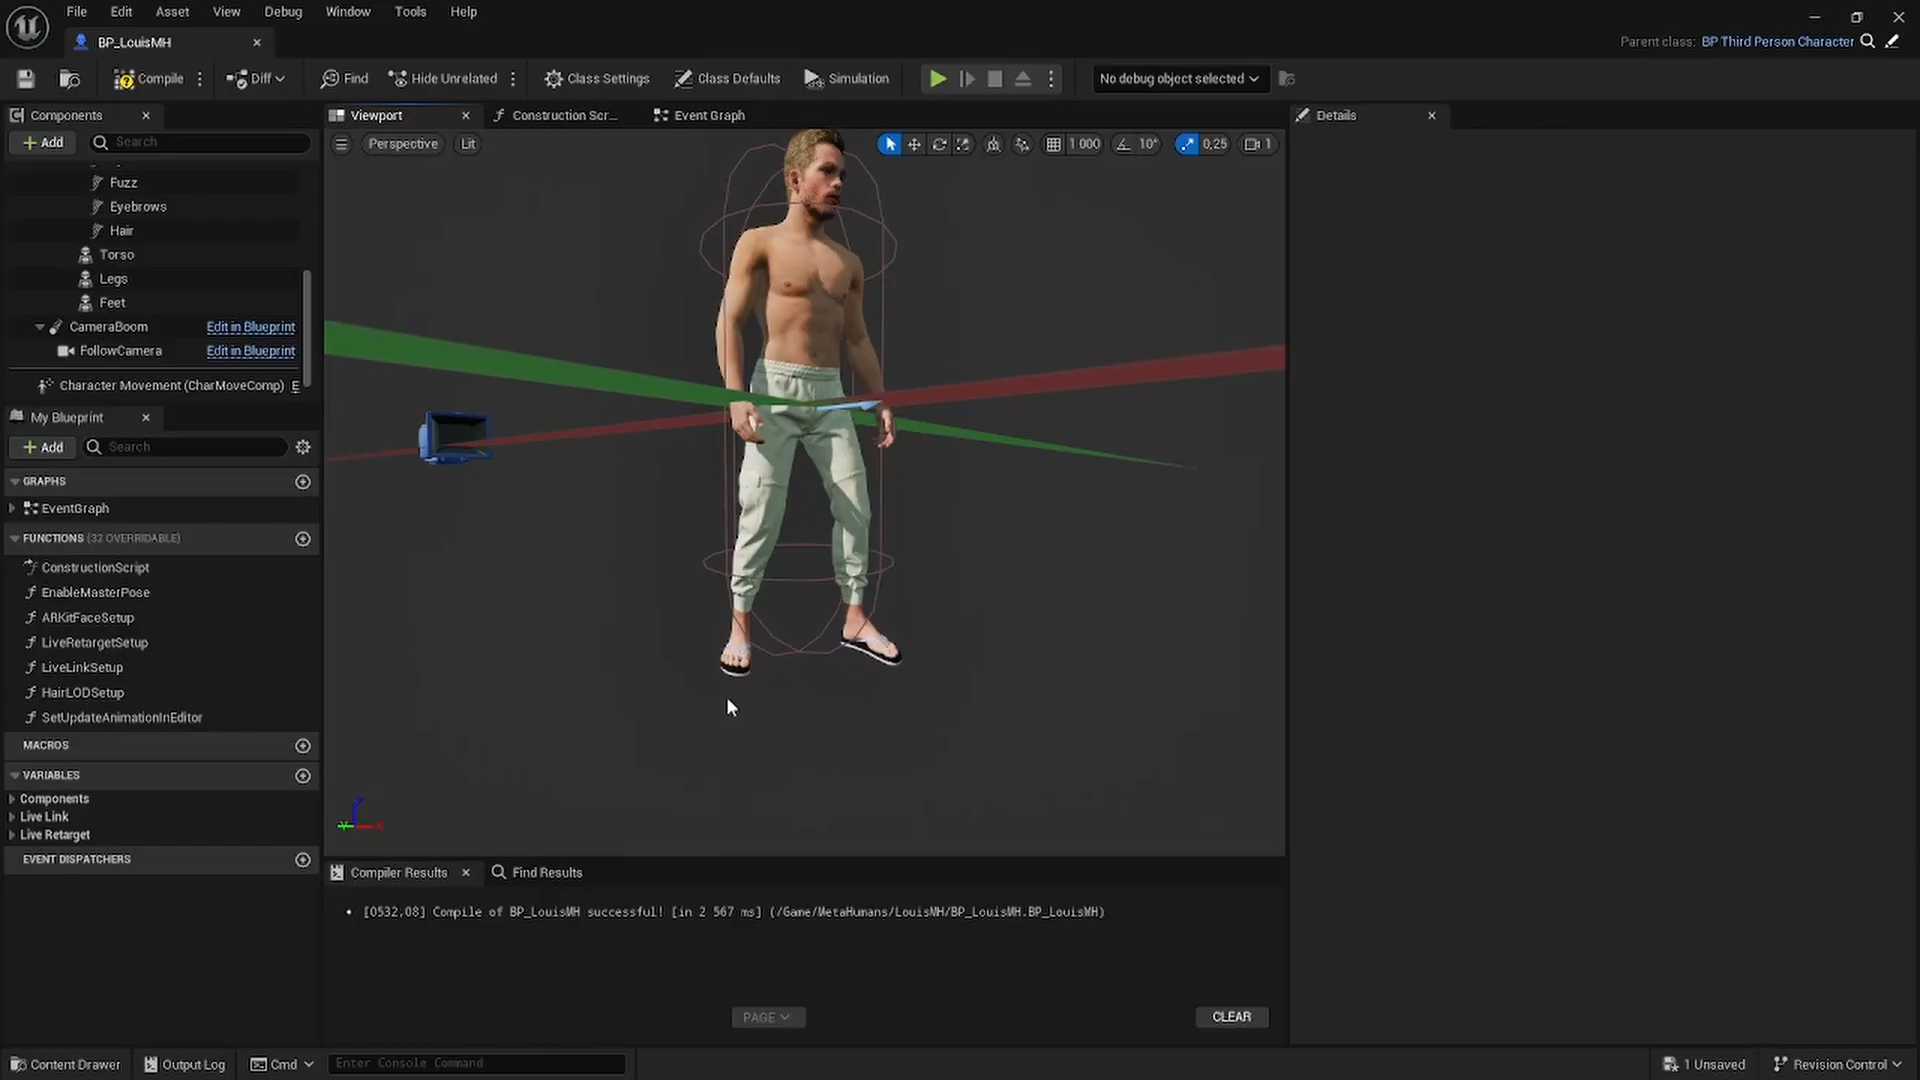 File Edit Asset View Debug Window Tools Help
BP_LouisMH
Parent class: BP Third Person Character
Compile Diff Find Hide Unrelated Class Settings Class Defaults Simulation No debug object selected
Components
Add Search
Fuzz
Eyebrows
Hair
Torso
Legs
Feet
CameraBoom Edit in Blueprint
FollowCamera Edit in Blueprint
Character Movement (CharMoveComp) E
My Blueprint
Add Search
GRAPHS
EventGraph
FUNCTIONS (32 OVERRIDABLE)
ConstructionScript
EnableMasterPose
ARKitFaceSetup
LiveRetargetSetup
LiveLinkSetup
HairLODSetup
SetUpdateAnimationInEditor
MACROS
VARIABLES
Components
Live Link
Live Retarget
EVENT DISPATCHERS
Viewport Construction Scr... Event Graph
Perspective Lit 1 000 10° 0,25 1
Z
Y X
Compiler Results Find Results
[0532,08] Compile of BP_LouisMH successful! [in 2 567 ms] (/Game/MetaHumans/LouisMH/BP_LouisMH.BP_LouisMH)
PAGE CLEAR
Details
Content Drawer Output Log Cmd Enter Console Command 1 Unsaved Revision Control